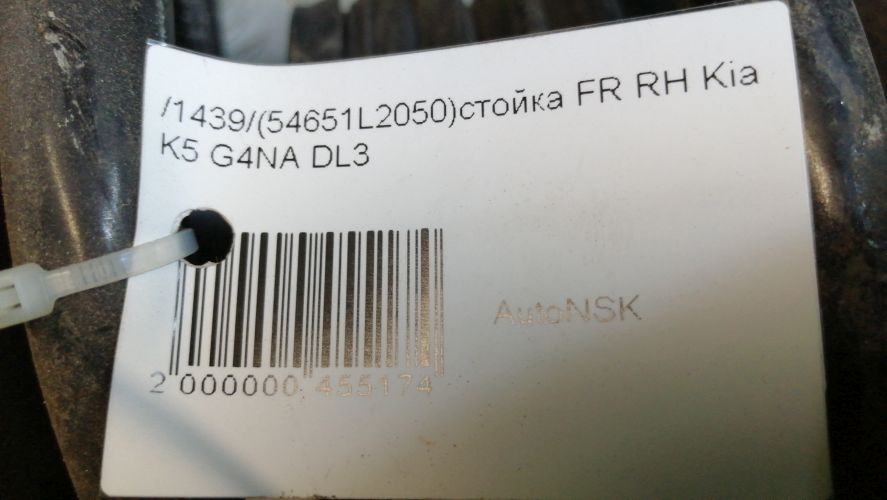 /1439/(54651L2050)стойка FR RH Kia
K5 G4NA DL3
AutoNSK
2 000000 455174